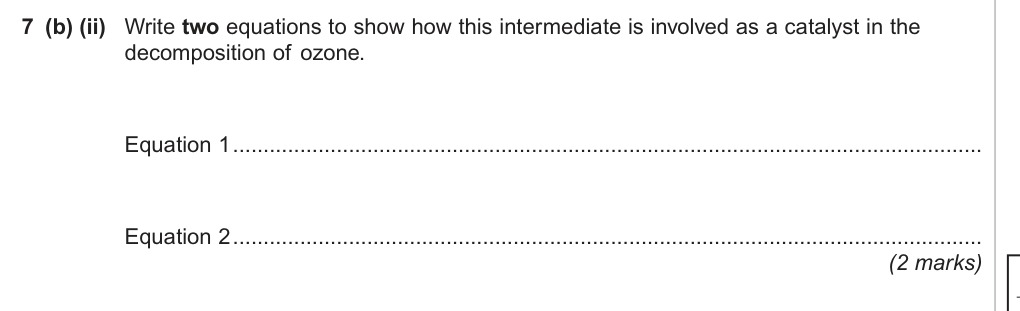 7 (b) (ii) Write two equations to show how this intermediate is involved as a catalyst in the
decomposition of ozone.
Equation 1..............................................................................................................................
Equation 2..............................................................................................................................
(2 marks)